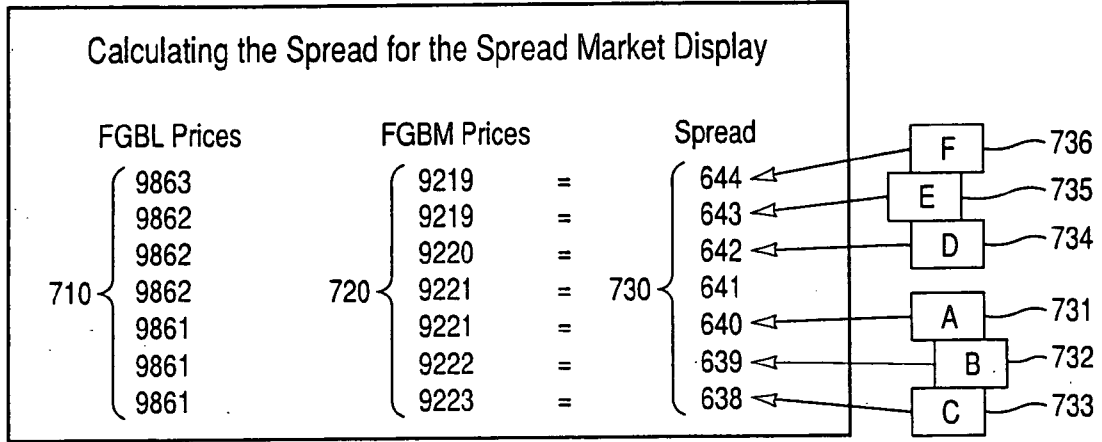 Calculating the Spread for the Spread Market Display
FGBL Prices FGBM Prices Spread
9863 9219 = 644 F 736
9862 9219 = 643 E 735
9862 9220 = 642 D 734
710 9862 720 9221 = 730 641
9861 9221 = 640 A 731
9861 9222 = 639 B 732
9861 9223 = 638 C 733